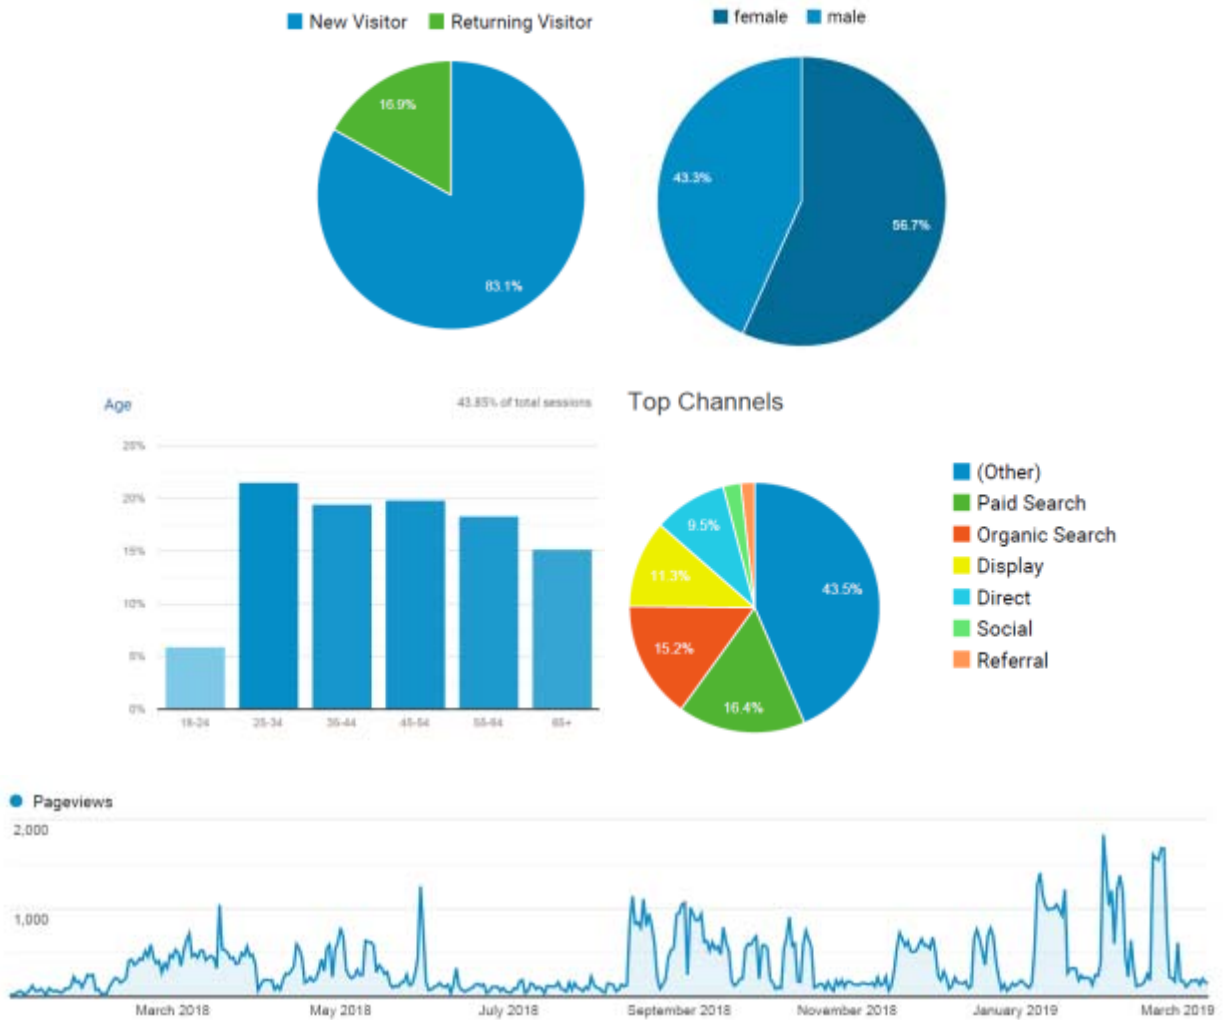 New Visitor Returning Visitor
female male
16.9%
83.1%
43.3%
56.7%
Age
43.85% of total sessions
25%
20%
15%
10%
5%
0%
18-24 25-34 35-44 45-54 55-64 65+
Top Channels
(Other)
Paid Search
Organic Search
Display
Direct
Social
Referral
9.5%
11.3%
43.5%
15.2%
16.4%
Pageviews
2,000
1,000
March 2018 May 2018 July 2018 September 2018 November 2018 January 2019 March 2019